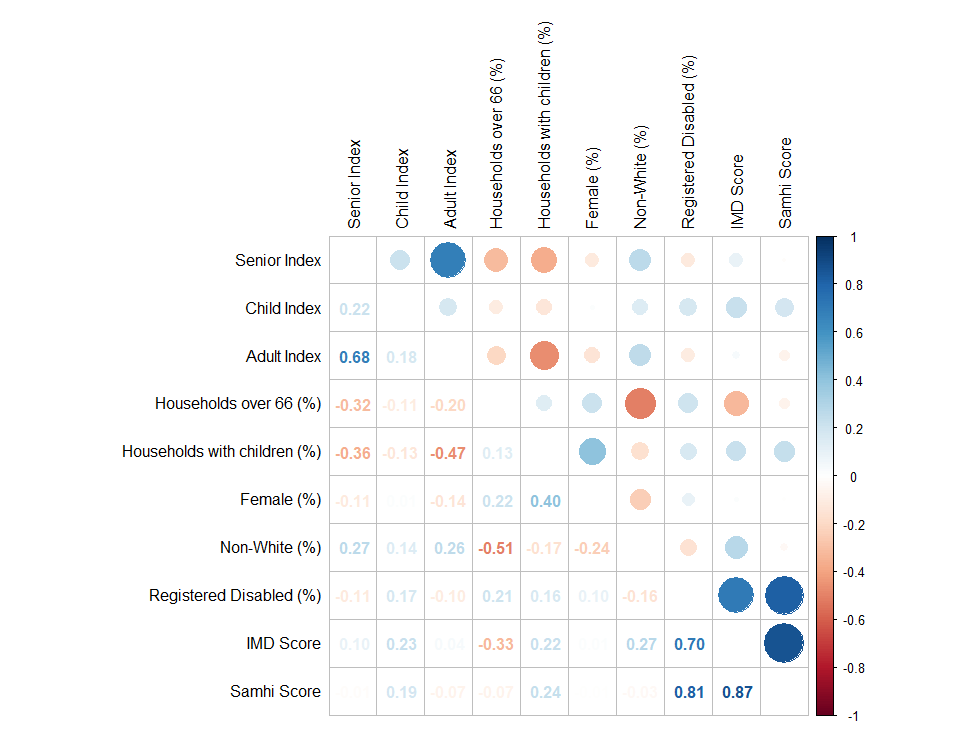 Senior Index
Child Index
Adult Index
Households over 66 (%)
Households with children (%)
Female (%)
Non-White (%)
Registered Disabled (%)
IMD Score
Samhi Score
Senior Index
Child Index 0.22
Adult Index 0.68 0.18
Households over 66 (%) -0.32 -0.11 -0.20
Households with children (%) -0.36 -0.13 -0.47 0.13
Female (%) -0.11 -0.14 0.22 0.40
Non-White (%) 0.27 0.14 0.26 -0.51 -0.17 -0.24
Registered Disabled (%) -0.11 0.17 -0.10 0.21 0.16 0.10 -0.16
IMD Score 0.10 0.23 0.04 -0.33 0.22 0.27 0.70
Samhi Score 0.19 -0.07 -0.07 0.24 -0.03 0.81 0.87
1
0.8
0.6
0.4
0.2
0
-0.2
-0.4
-0.6
-0.8
-1